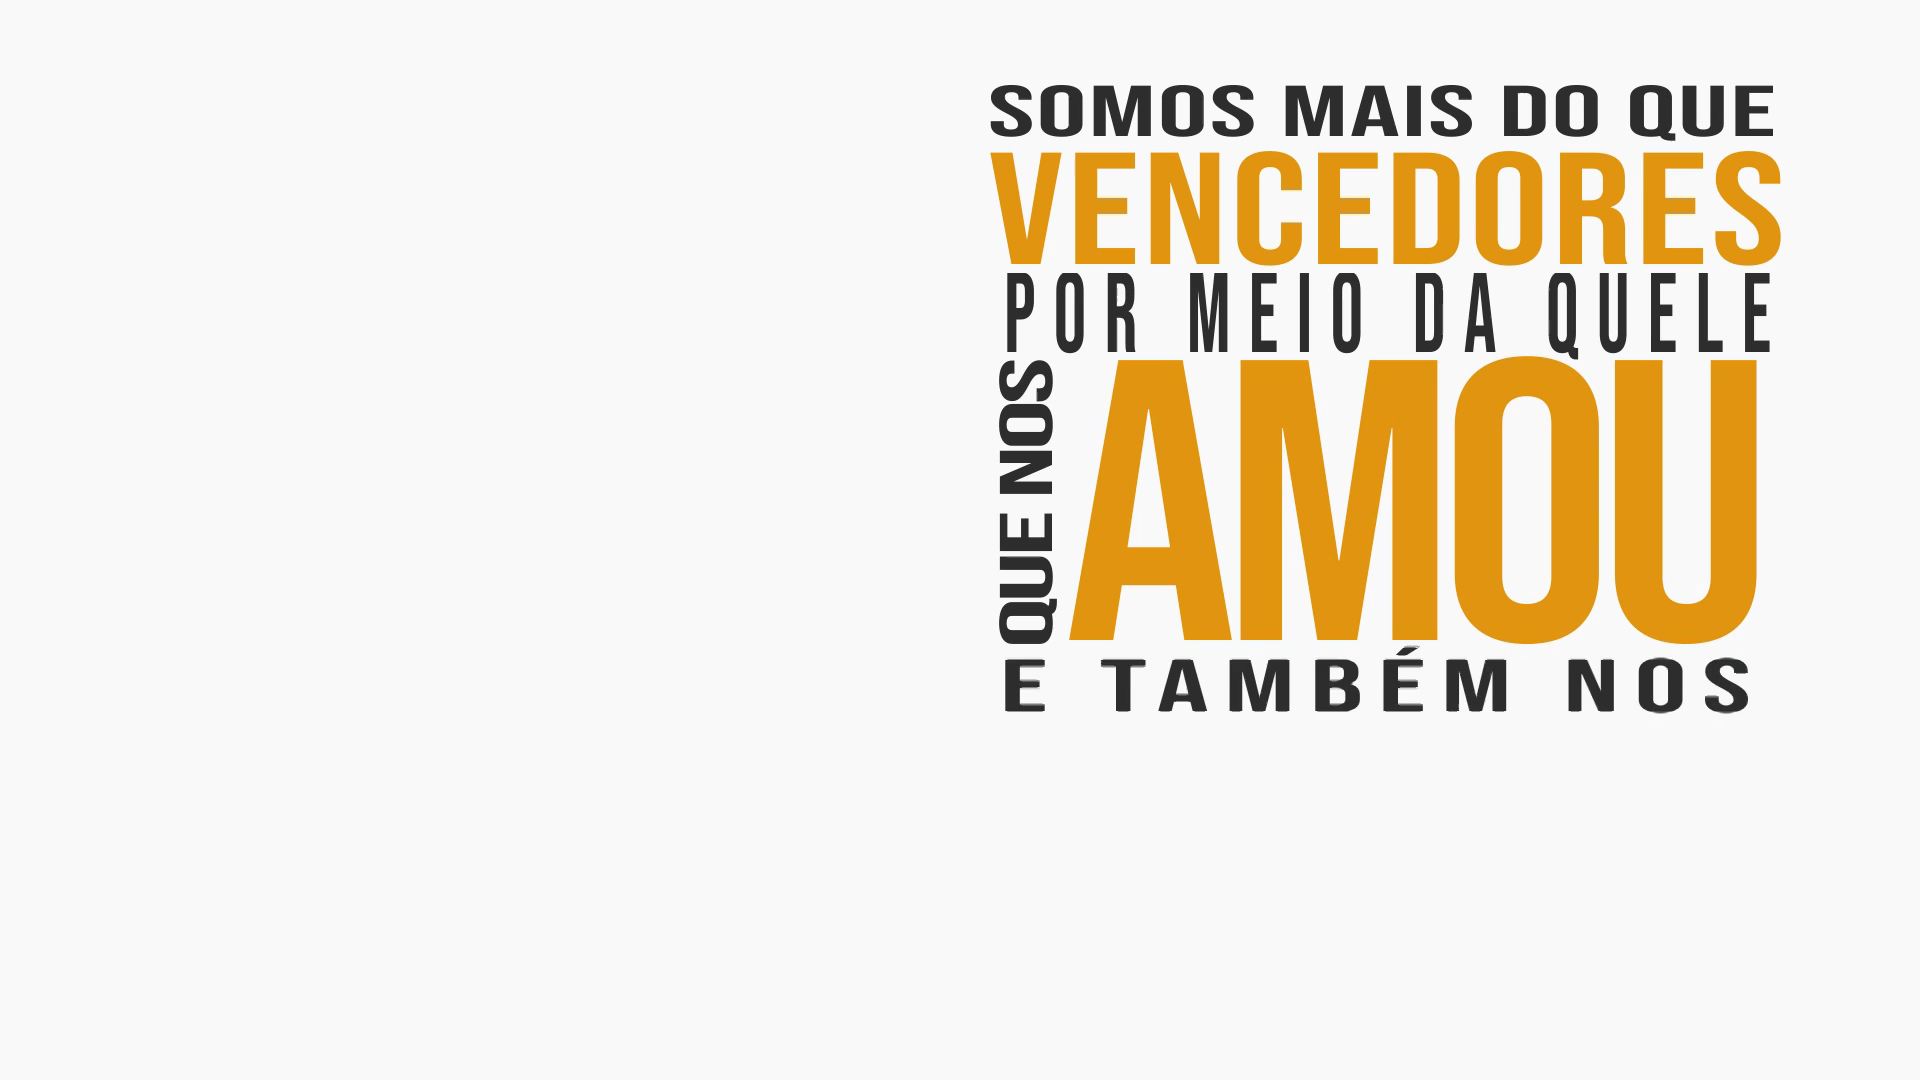 SOMOS MAIS DO QUE
VENCEDORES
POR MEIO DA QUELE
QUE NOS
AMOU
E TAMBÉM NOS